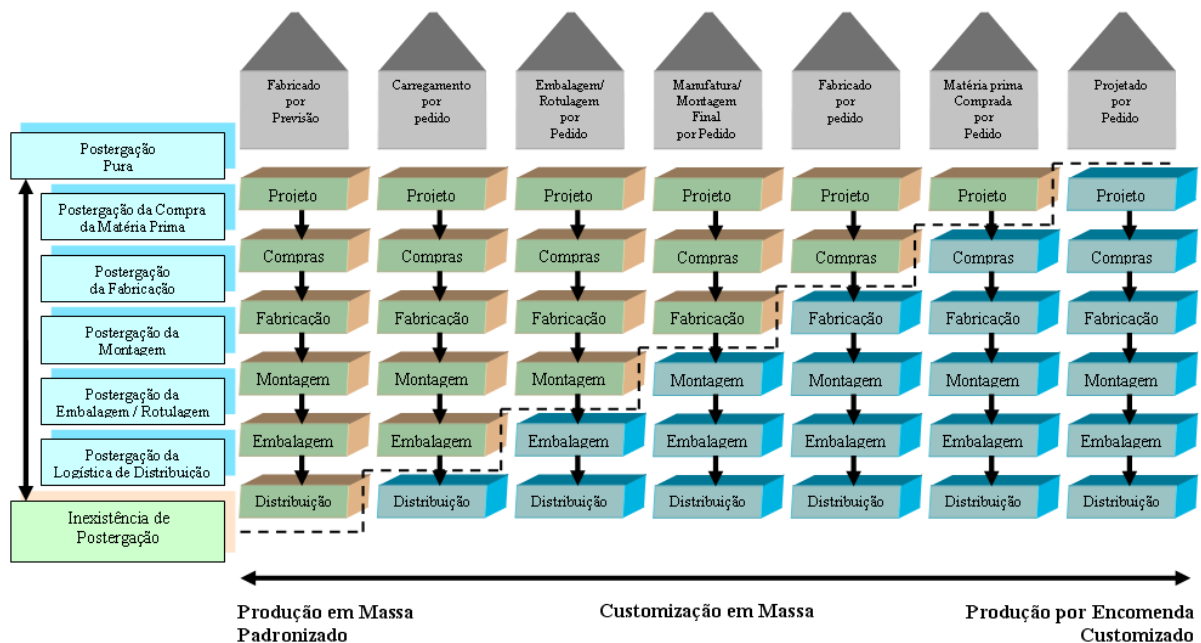 Fabricado
por
Previsão
Carregamento
por
pedido
Embalagem/
Rotulagem
por
Pedido
Manufatura/
Montagem
Final
por Pedido
Fabricado
por
pedido
Matéria prima
Comprada
por
Pedido
Projetado
por
Pedido
Postergação
Pura
Postergação da Compra
da Matéria Prima
Postergação
da Fabricação
Postergação da
Montagem
Postergação da
Embalagem / Rotulagem
Postergação da
Logística de Distribuição
Inexistência de
Postergação
Projeto Projeto Projeto Projeto Projeto Projeto Projeto
Compras Compras Compras Compras Compras Compras Compras
Fabricação Fabricação Fabricação Fabricação Fabricação Fabricação Fabricação
Montagem Montagem Montagem Montagem Montagem Montagem Montagem
Embalagem Embalagem Embalagem Embalagem Embalagem Embalagem Embalagem
Distribuição Distribuição Distribuição Distribuição Distribuição Distribuição Distribuição
Produção em Massa
Padronizado
Customização em Massa
Produção por Encomenda
Customizado